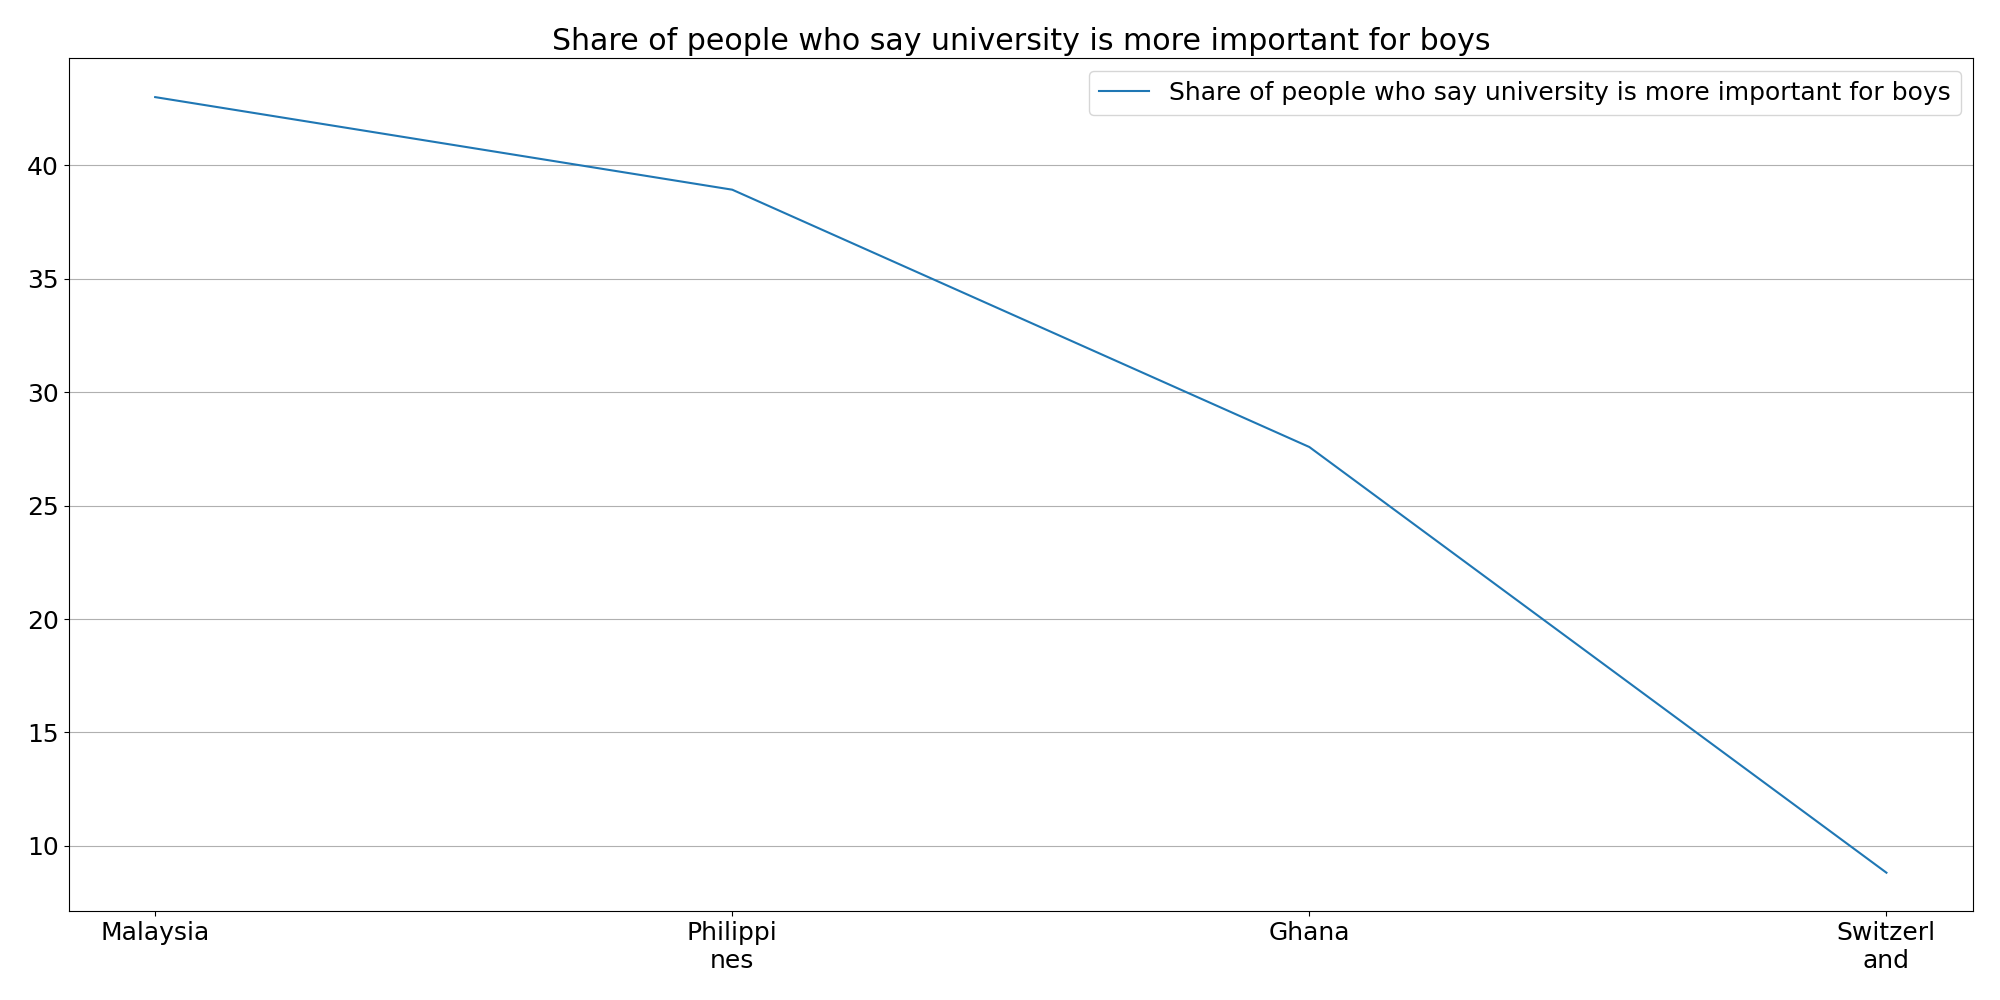 Share of people who say university is more important for boys
Share of people who say university is more important for boys
40
35
30
25
20
15
10
Malaysia
Philippi
nes
Ghana
Switzerl
and